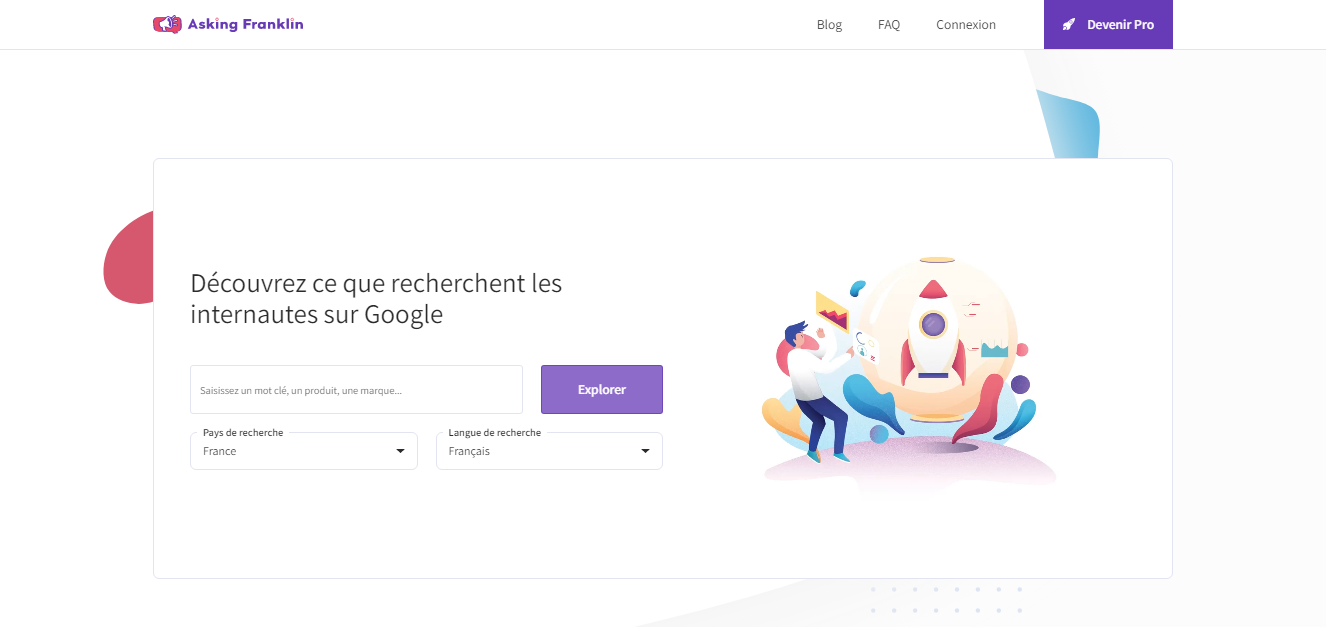 Asking Franklin
Blog
FAQ
Connexion
Devenir Pro
Découvrez ce que recherchent les
internautes sur Google
Saisissez un mot clé, un produit, une marque...
Explorer
Pays de recherche
France
Langue de recherche
Français